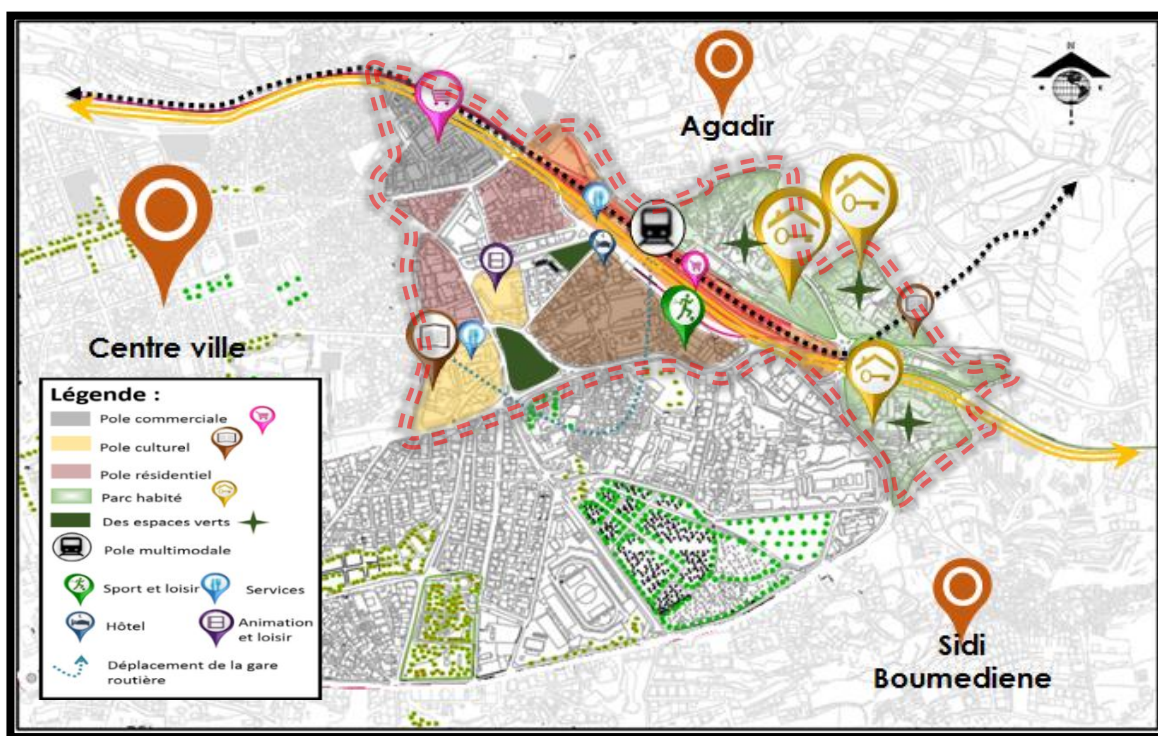 Agadir
N
Centre ville
Légende :
Pole commerciale
Pole culturel
Pole résidentiel
Parc habité
Des espaces verts
Pole multimodale
Sport et loisir
Services
Hôtel
Animation
et loisir
Déplacement de la gare
routière
Sidi
Boumediene